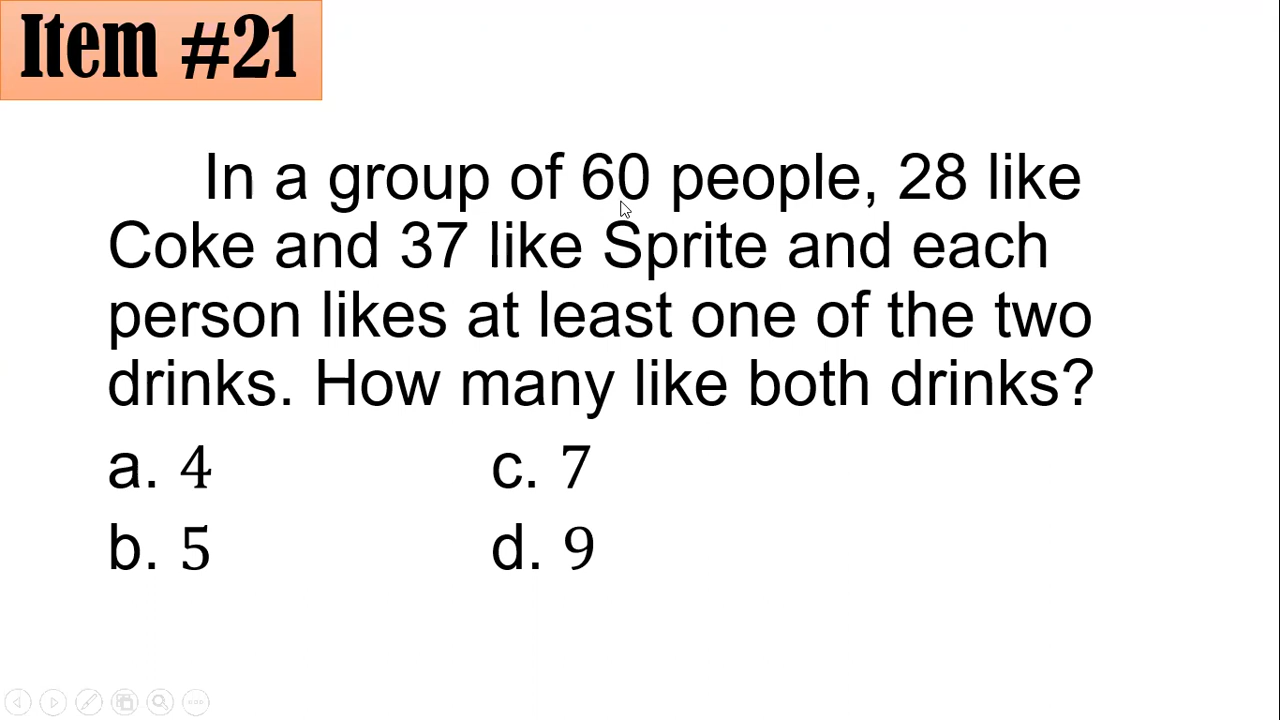 Item #21
In a group of 60 people, 28 like
Coke and 37 like Sprite and each
person likes at least one of the two
drinks. How many like both drinks?
a. 4 c. 7
b. 5 d. 9